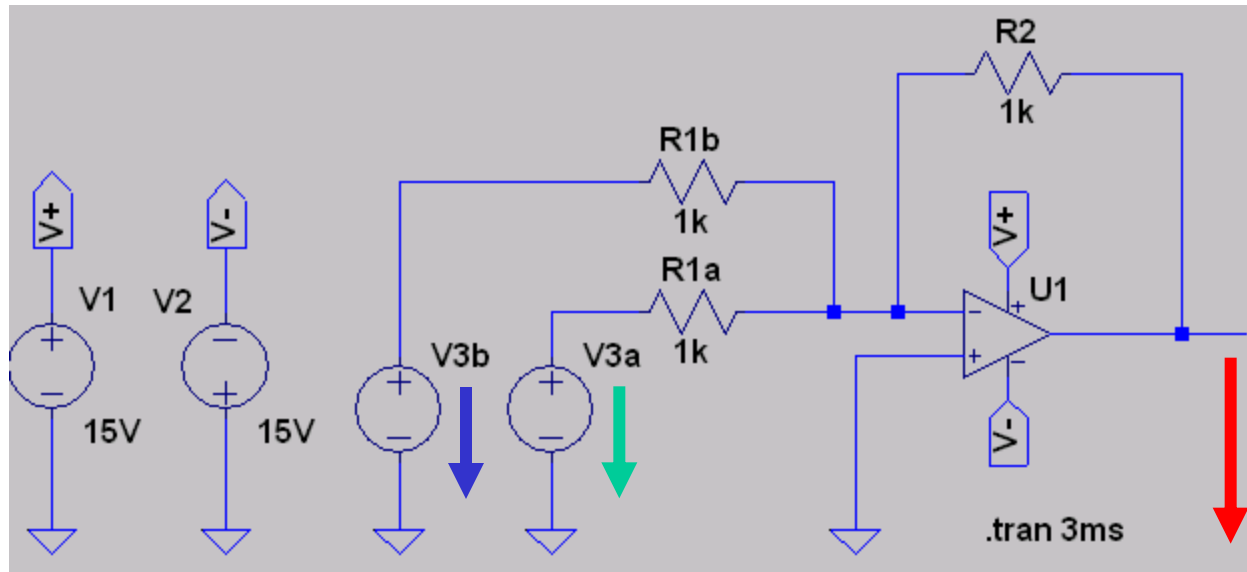 R2
1k
R1b
1k
V+
V-
V+
R1a
U1
V1
V2
1k
V3b
V3a
15V
15V
V-
.tran 3ms